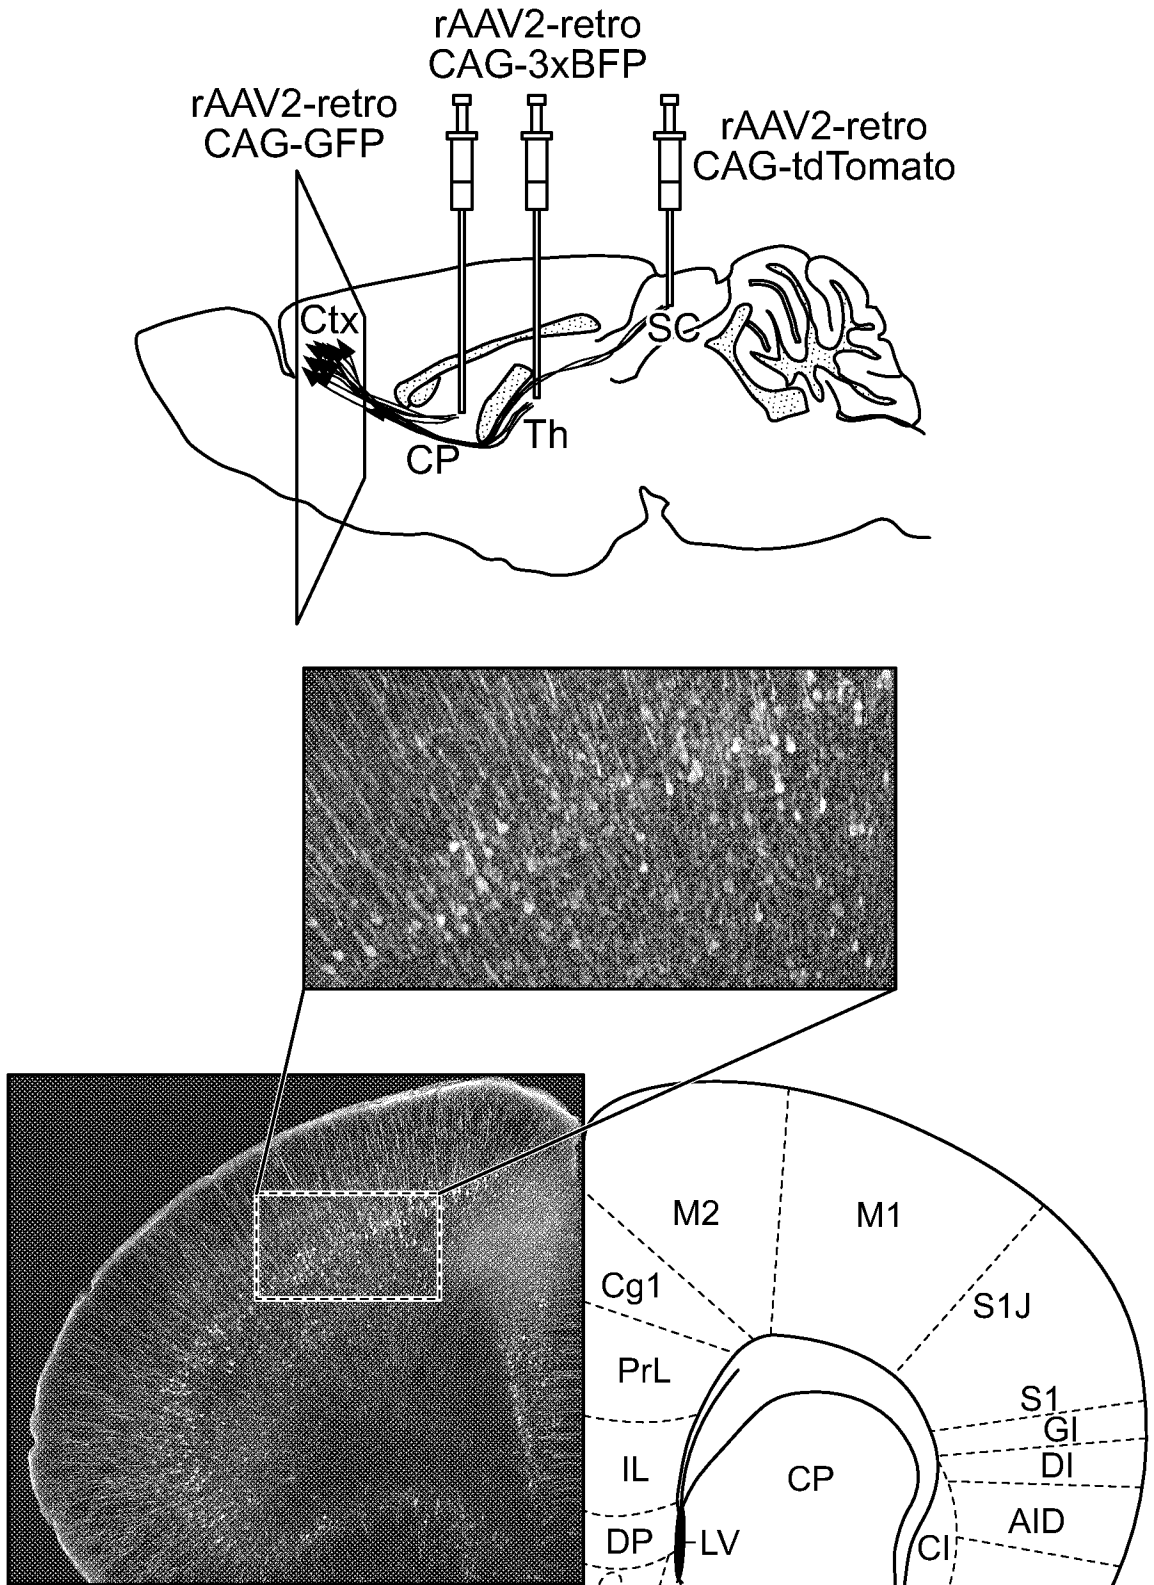 rAAV2-retro
CAG-3xBFP
rAAV2-retro
CAG-GFP
rAAV2-retro
CAG-tdTomato
Ctx
SC
Th
CP
M2
M1
Cg1
S1J
PrL
S1
GI
DI
IL
CP
AID
DP
LV
CI